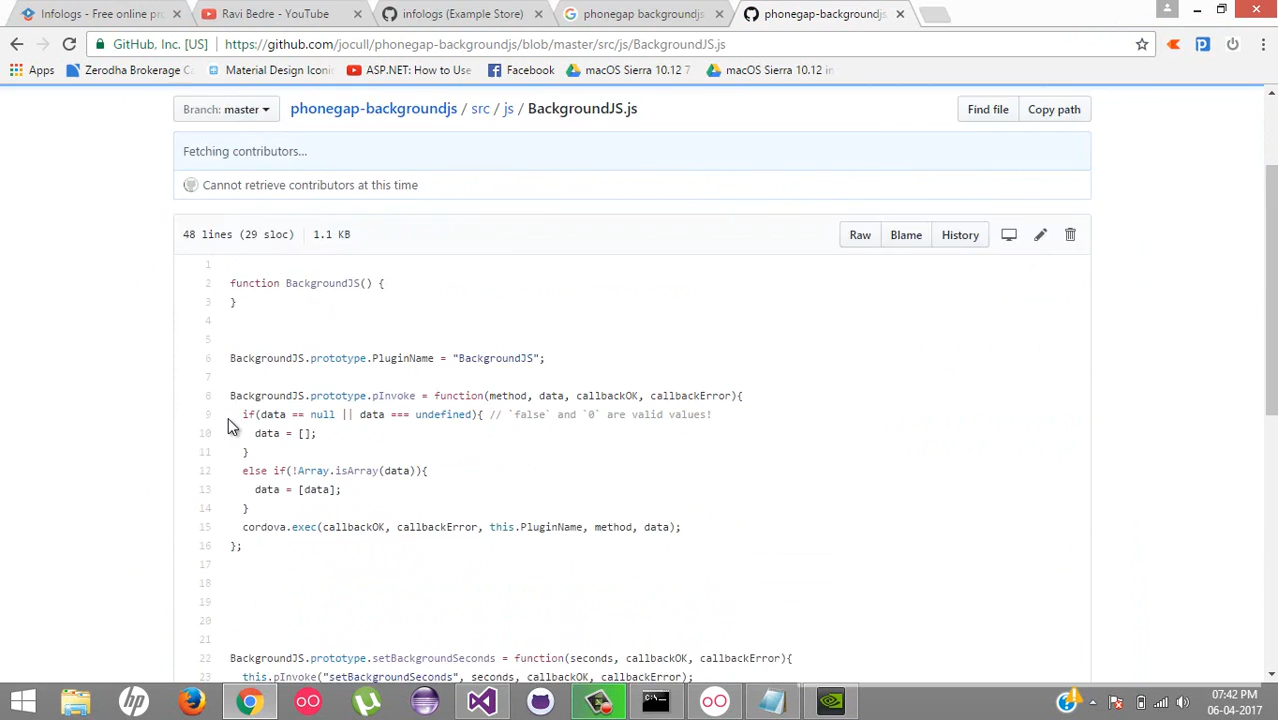 Infologs - Free online pr
Ravi Bedre - YouTube
infologs (Example Store)
phonegap backgroundjs
phonegap-backgroundjs
GitHub, Inc. [US]
https://github.com/jocull/phonegap-backgroundjs/blob/master/src/js/BackgroundJS.js
Apps
Zerodha Brokerage C
Material Design Iconi
ASP.NET: How to Use
Facebook
macOS Sierra 10.12 7
macOS Sierra 10.12 in
Branch: master
phonegap-backgroundjs / src / js / BackgroundJS.js
Find file
Copy path
Fetching contributors...
Cannot retrieve contributors at this time
48 lines (29 sloc)
1.1 KB
Raw
Blame
History
1
2 function BackgroundJS() {
3 }
4
5
6 BackgroundJS.prototype.PluginName = "BackgroundJS";
7
8 BackgroundJS.prototype.pInvoke = function(method, data, callbackOK, callbackError){
9 if(data == null || data === undefined){ // `false` and `0` are valid values!
10 data = [];
11 }
12 else if(!Array.isArray(data)){
13 data = [data];
14 }
15 cordova.exec(callbackOK, callbackError, this.PluginName, method, data);
16 };
17
18
19
20
21
22 BackgroundJS.prototype.setBackgroundSeconds = function(seconds, callbackOK, callbackError){
23 this.pInvoke("setBackgroundSeconds", seconds, callbackOK, callbackError);
07:42 PM
06-04-2017